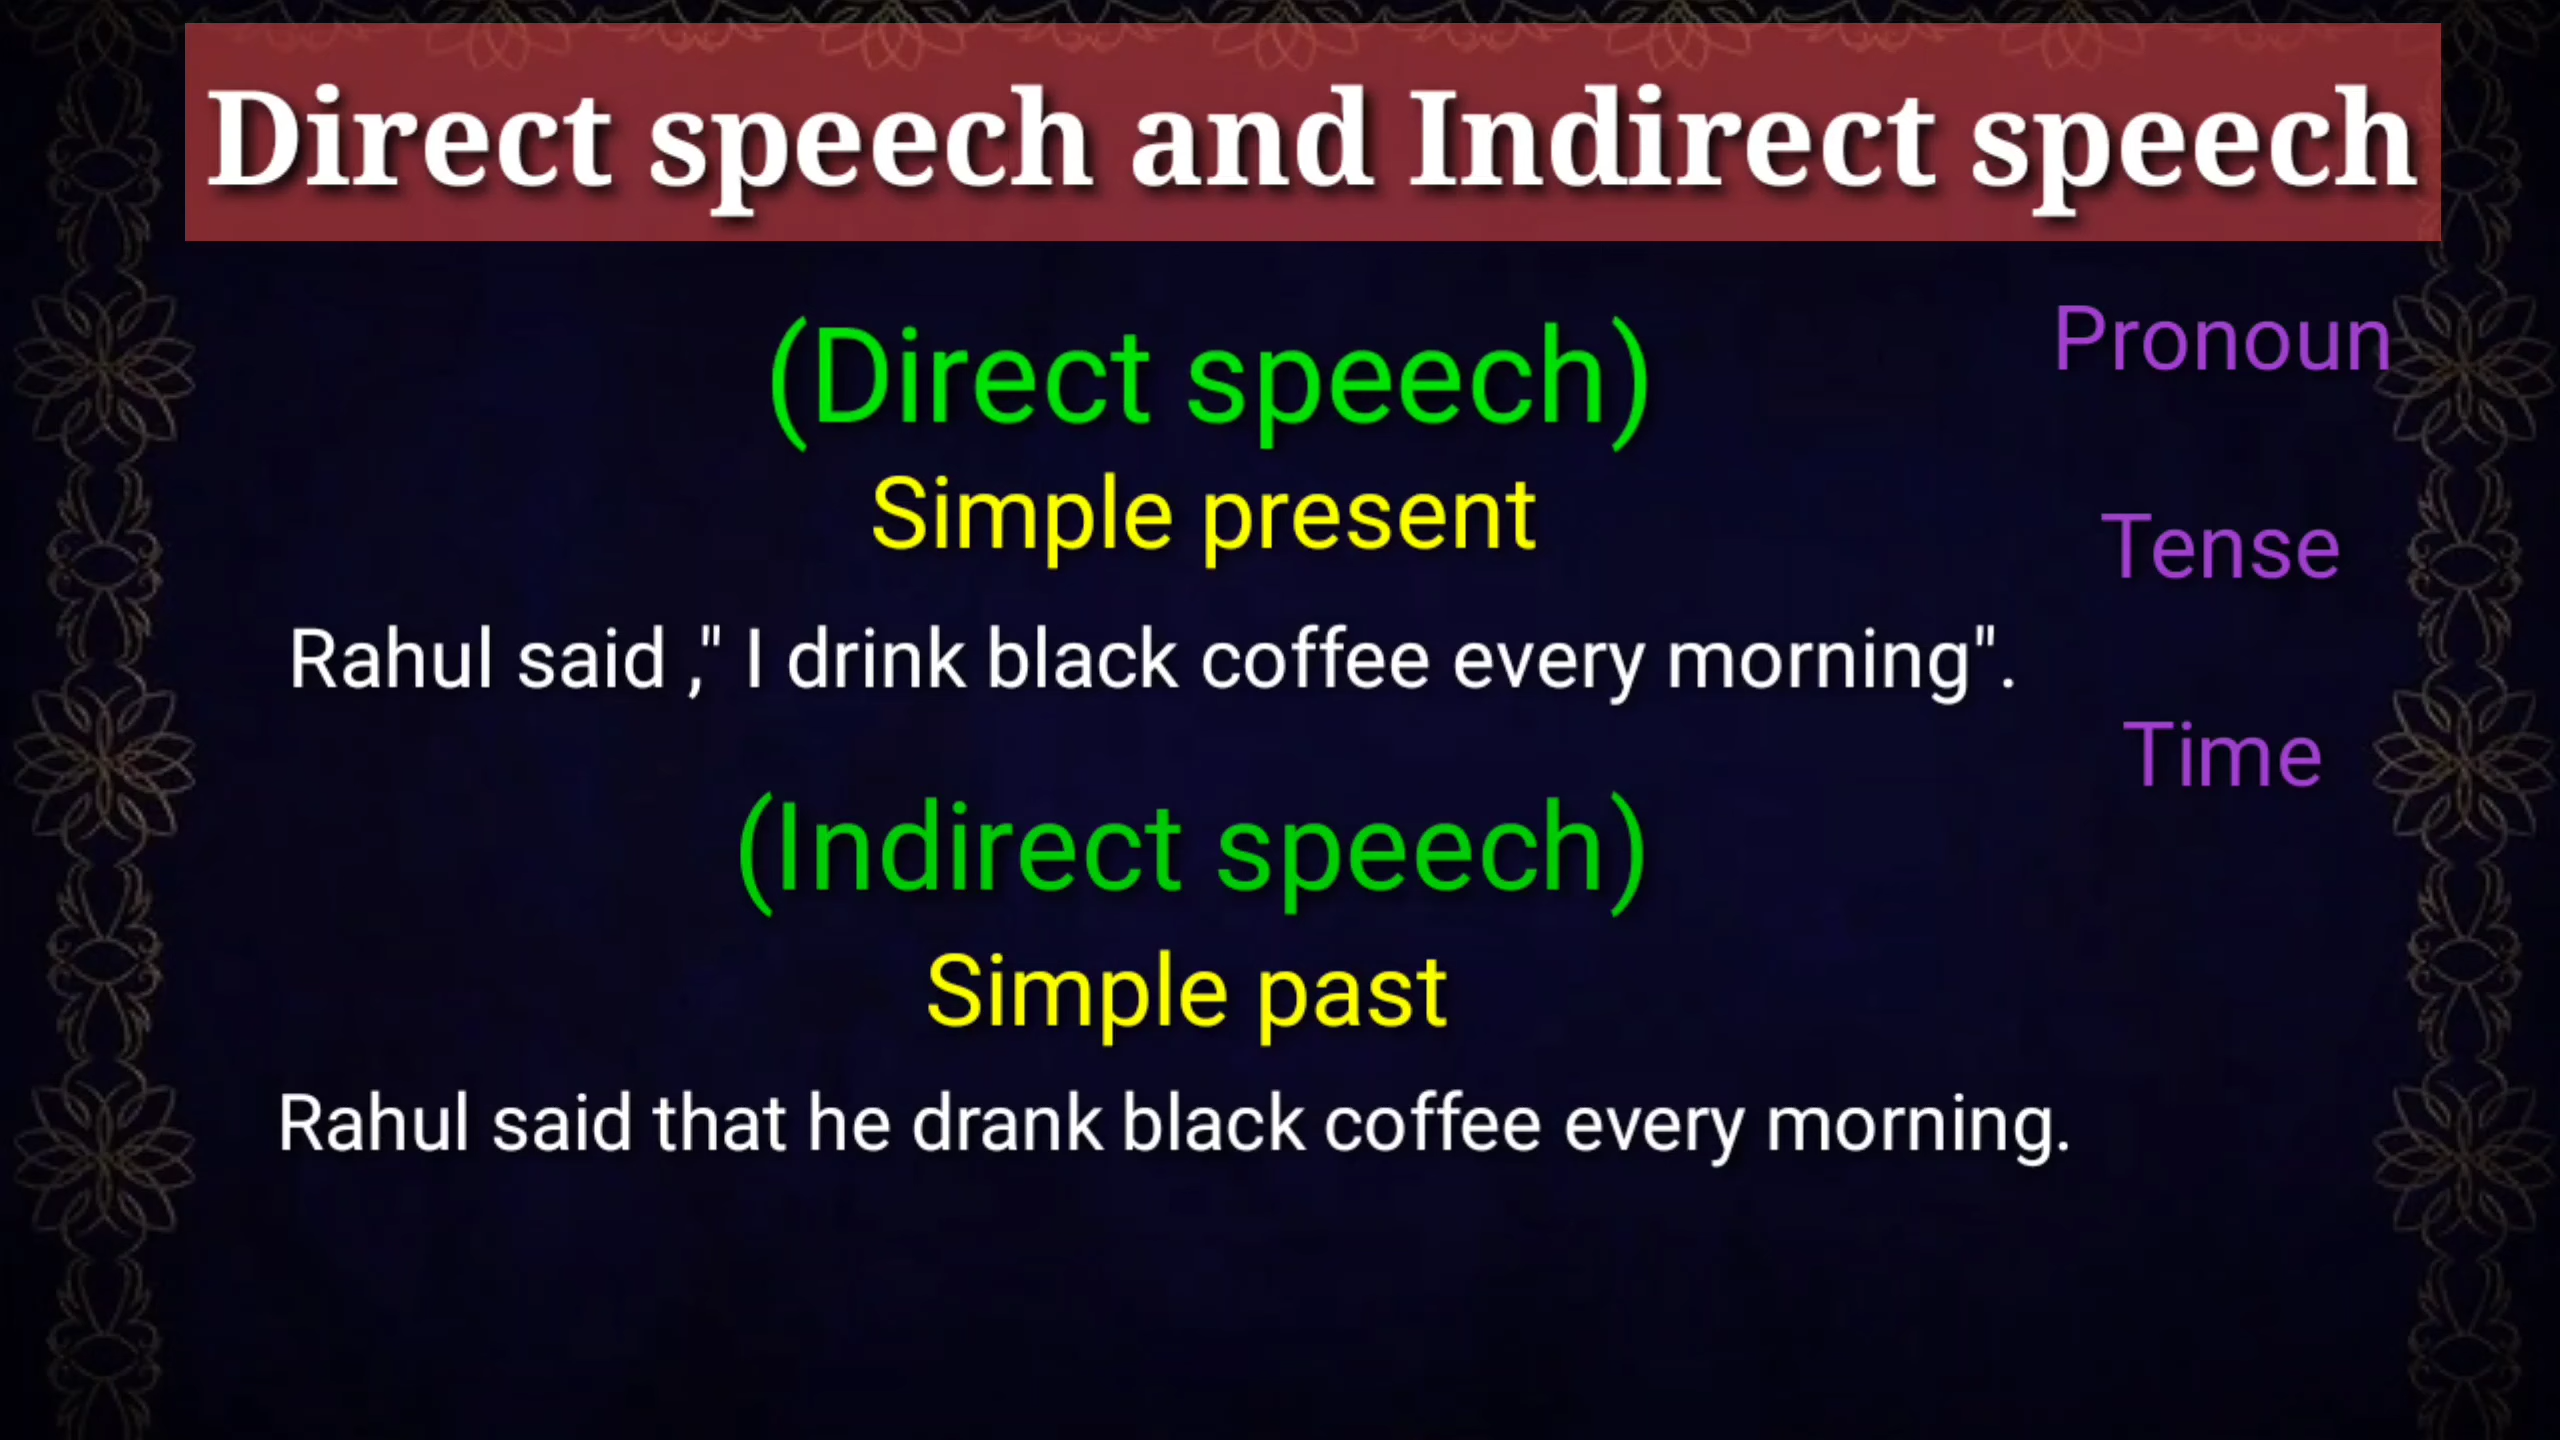 Direct speech and Indirect speech
(Direct speech)
Pronoun
Simple present
Tense
Rahul said ," I drink black coffee every morning".
Time
(Indirect speech)
Simple past
Rahul said that he drank black coffee every morning.